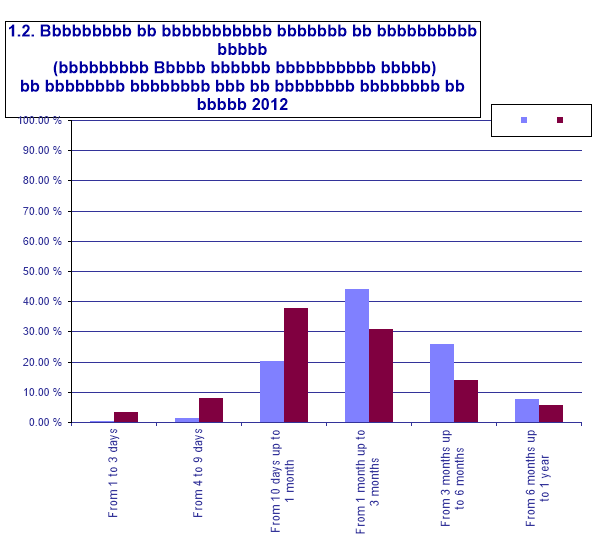 1.2. Bbbbbbbbb bb bbbbbbbbbbb bbbbbbb bb bbbbbbbbbb
bbbbb
(bbbbbbbbb Bbbbb bbbbbb bbbbbbbbbb bbbbb)
bb bbbbbbbb bbbbbbbb bbb bb bbbbbbbb bbbbbbbb bb
bbbbb 2012
100.00 %
90.00 %
80.00 %
70.00 %
60.00 %
50.00 %
40.00 %
30.00 %
20.00 %
10.00 %
0.00 %
From 1 to 3 days
From 4 to 9 days
From 10 days up to
1 month
From 1 month up to
3 months
From 3 months up
to 6 months
From 6 months up
to 1 year